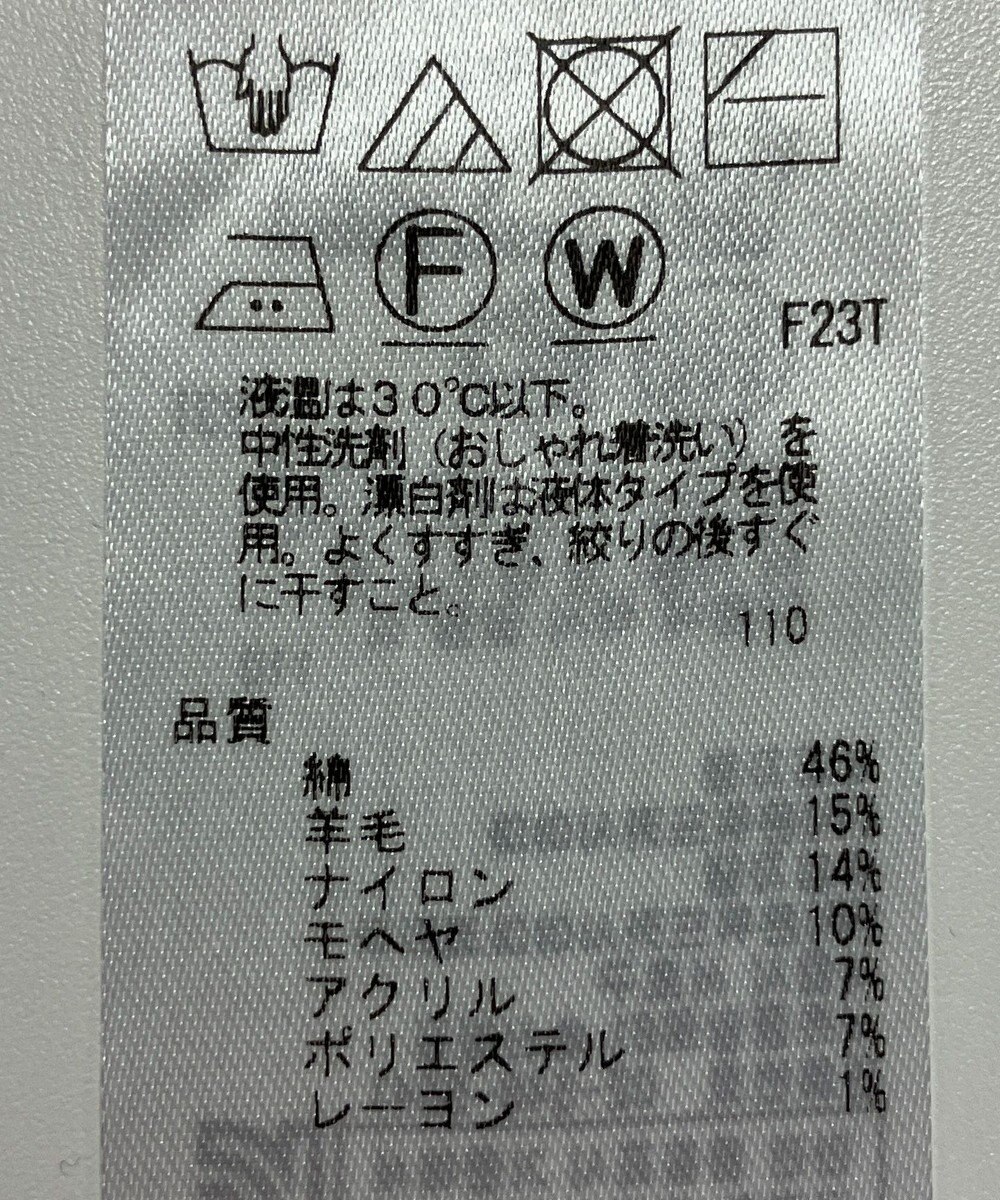 F W F23T
液温は30℃以下。
中性洗剤(おしゃれ着洗い)を
使用。漂白剤は液体タイプを使
用。よくすすぎ、絞りの後すぐ
に干すこと。
110
品質
綿 46%
羊毛 15%
ナイロン 14%
モヘヤ 10%
アクリル 7%
ポリエステル 7%
レーヨン 1%